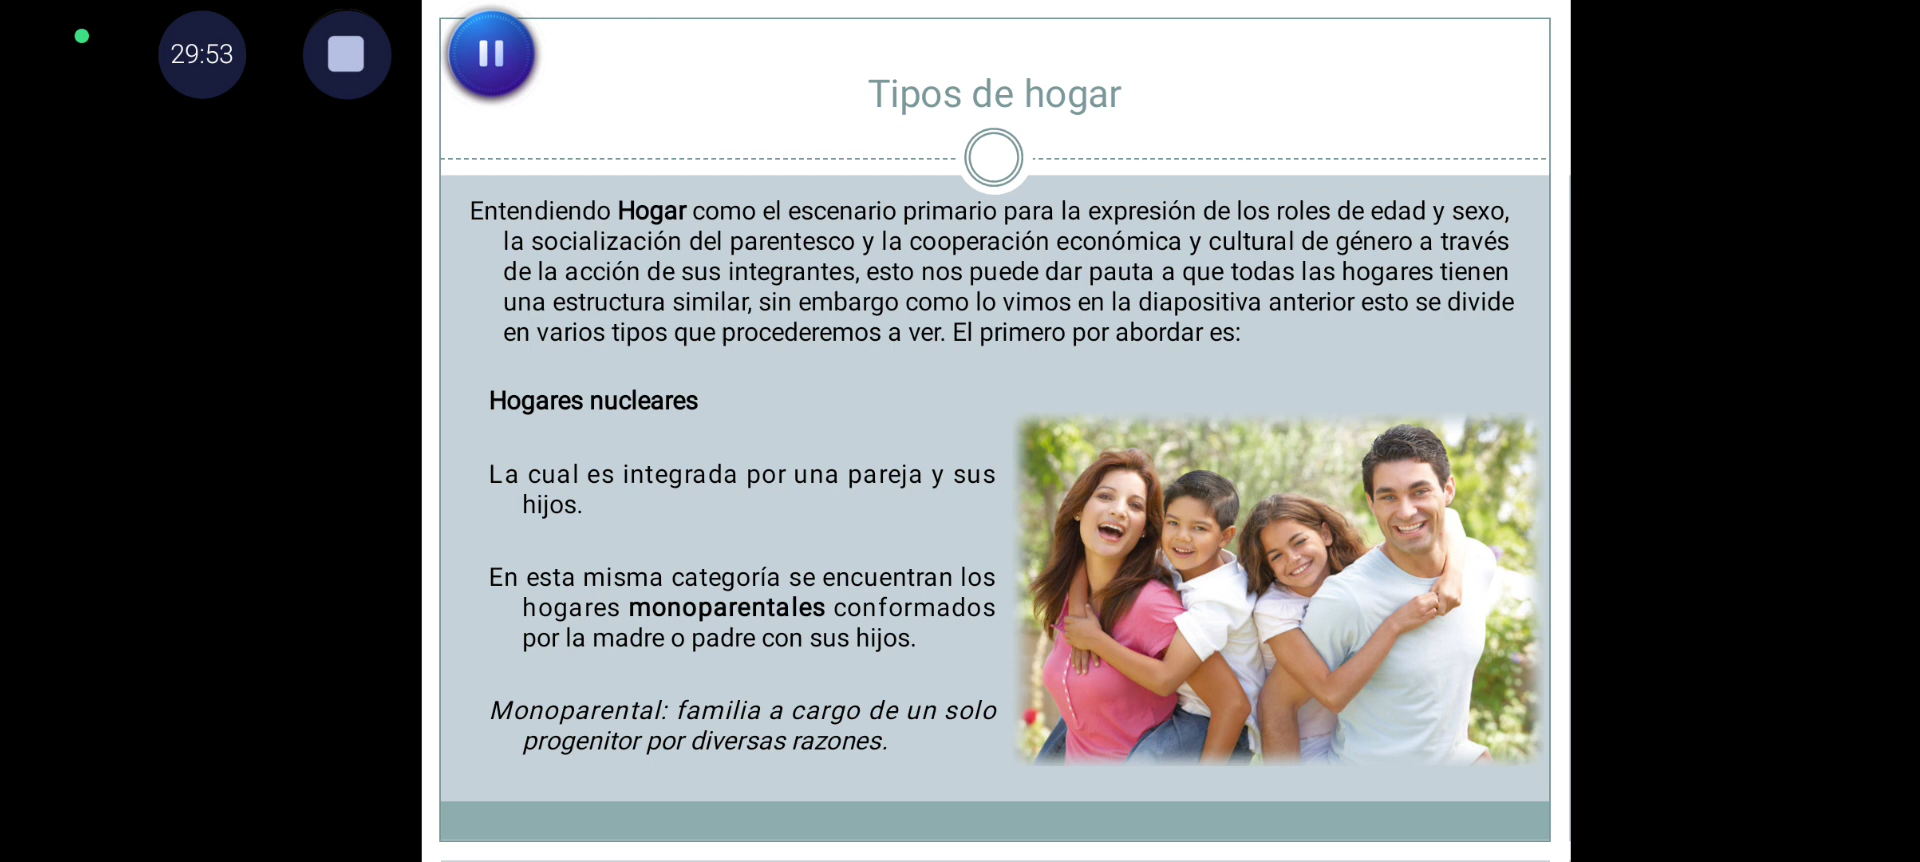 29:53
Tipos de hogar
Entendiendo Hogar como el escenario primario para la expresión de los roles de edad y sexo,
la socialización del parentesco y la cooperación económica y cultural de género a través
de la acción de sus integrantes, esto nos puede dar pauta a que todas las hogares tienen
una estructura similar, sin embargo como lo vimos en la diapositiva anterior esto se divide
en varios tipos que procederemos a ver. El primero por abordar es:
Hogares nucleares
La cual es integrada por una pareja y sus
hijos.
En esta misma categoría se encuentran los
hogares monoparentales conformados
por la madre o padre con sus hijos.
Monoparental: familia a cargo de un solo
progenitor por diversas razones.